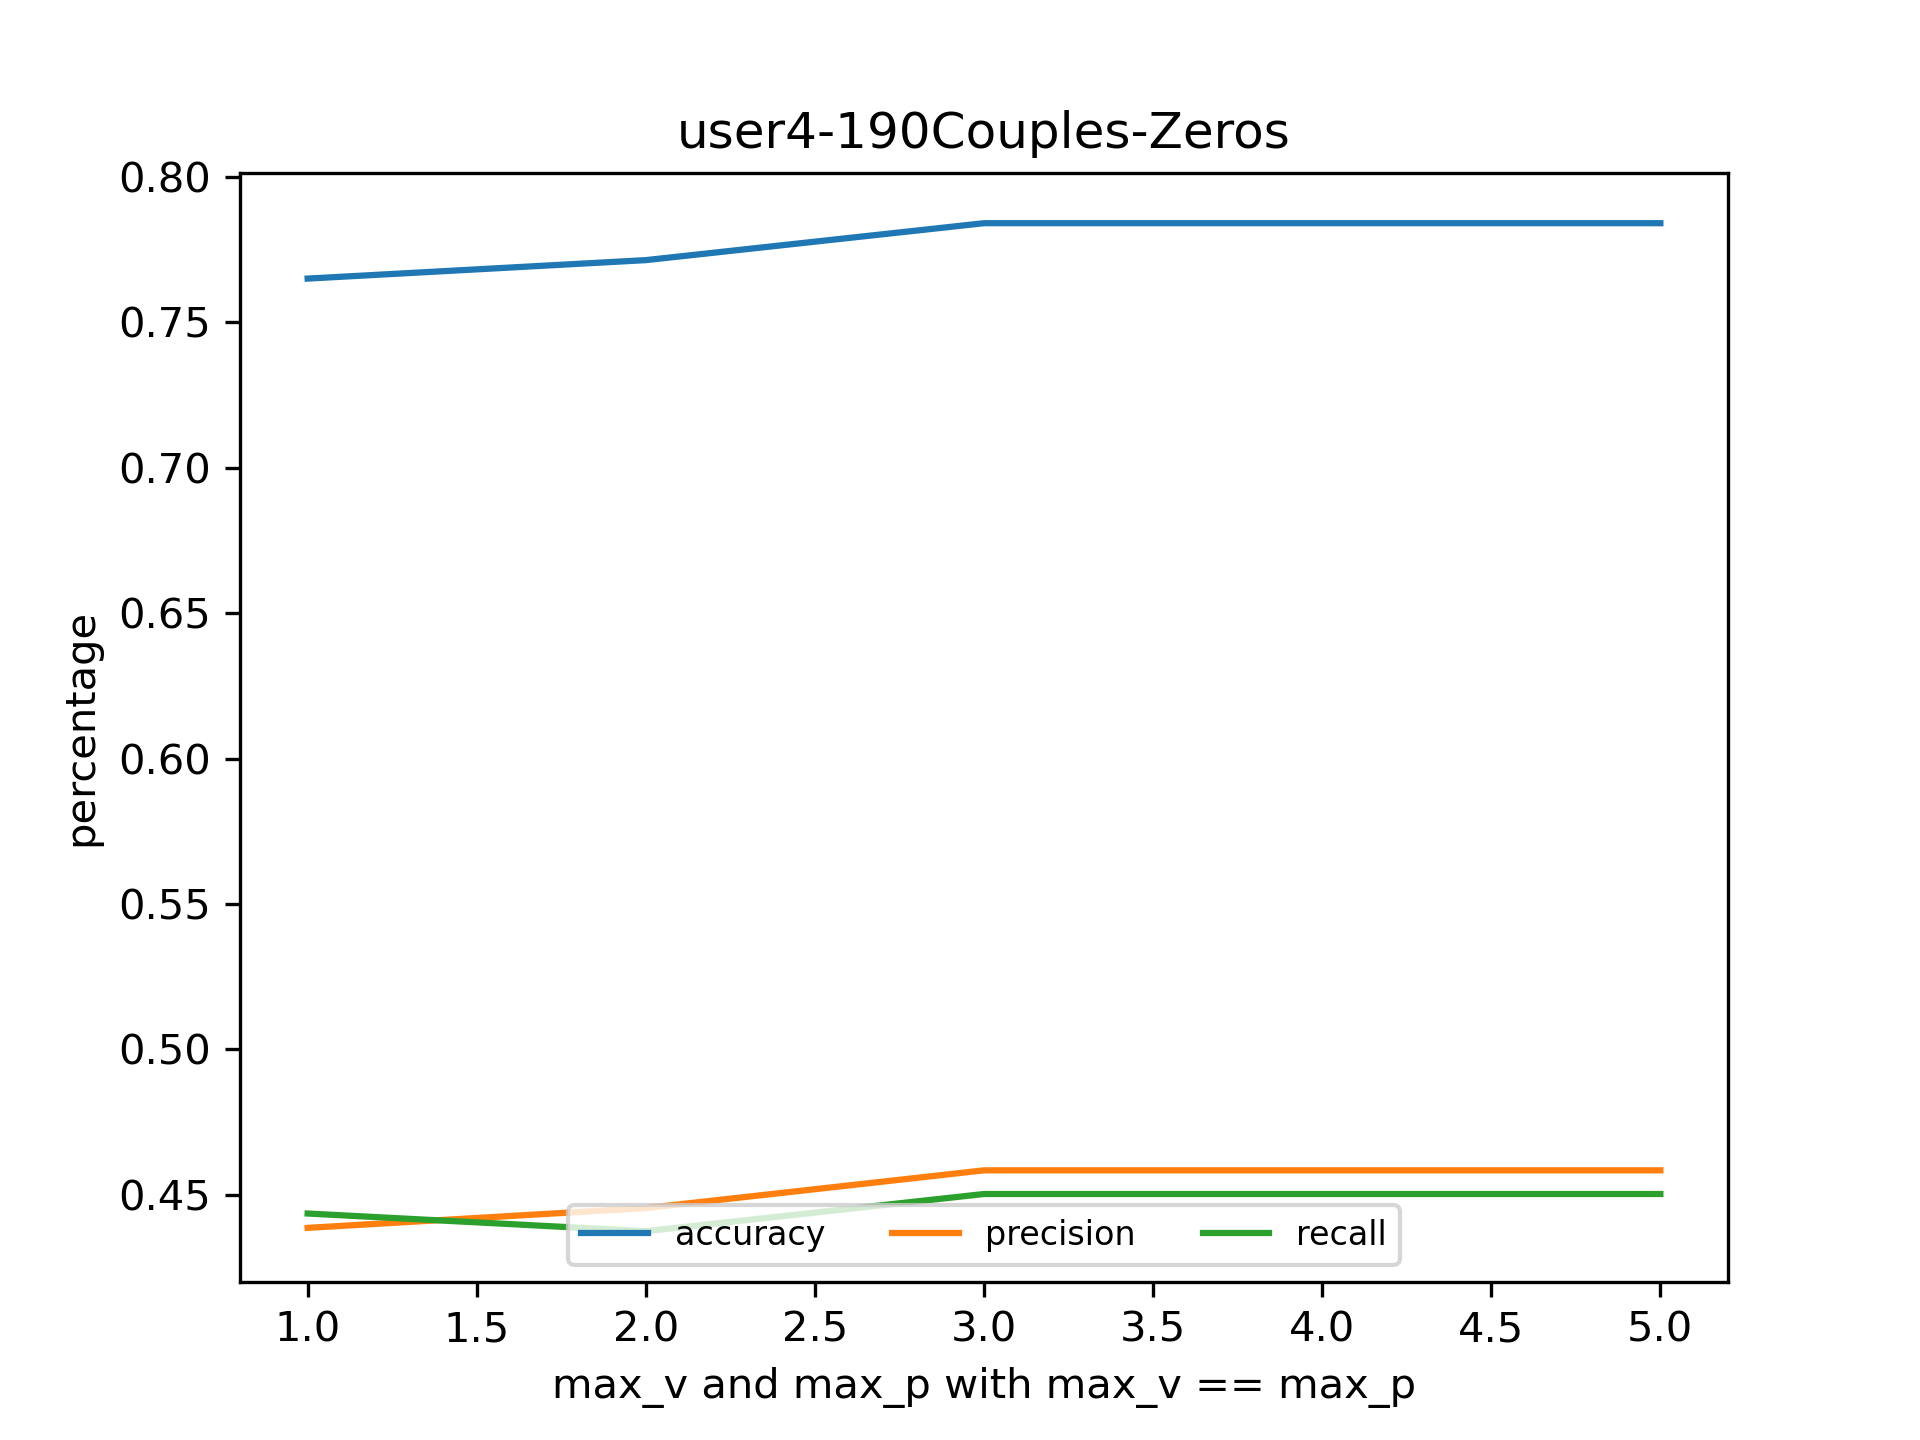 user4-190Couples-Zeros
percentage
0.80
0.75
0.70
0.65
0.60
0.55
0.50
0.45
accuracy precision recall
1.0 1.5 2.0 2.5 3.0 3.5 4.0 4.5 5.0
max_v and max_p with max_v == max_p